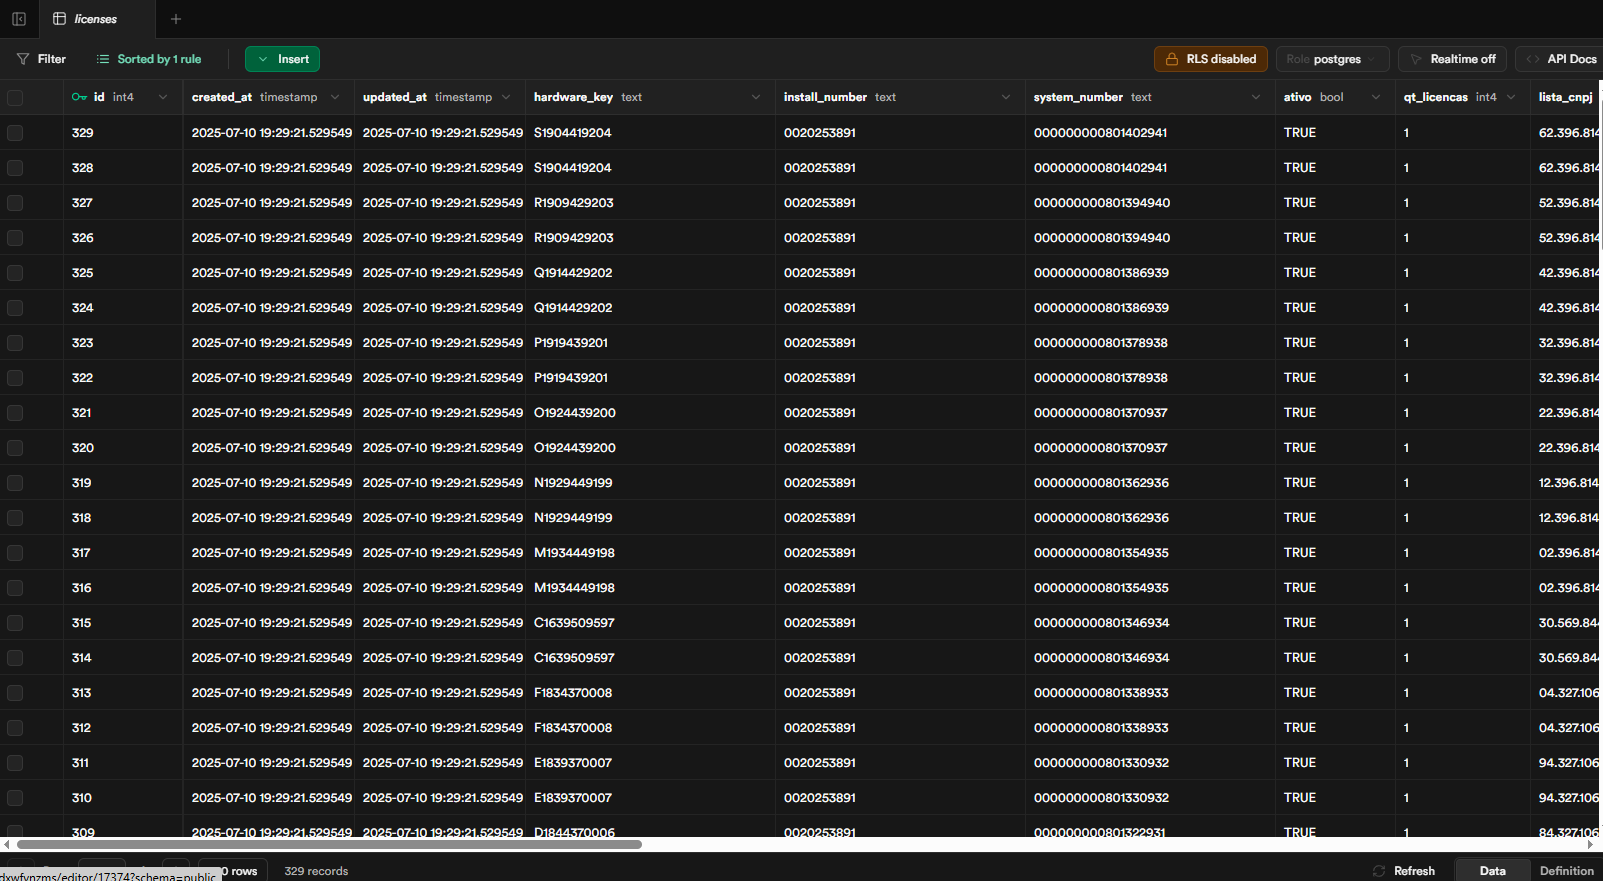 licenses
Filter Sorted by 1 rule Insert RLS disabled Role postgres Realtime off API Docs
id int4 created_at timestamp updated_at timestamp hardware_key text install_number text system_number text ativo bool qt_licencas int4 lista_cnpj
329 2025-07-10 19:29:21.529549 2025-07-10 19:29:21.529549 S1904419204 0020253891 000000000801402941 TRUE 1 62.396.814
328 2025-07-10 19:29:21.529549 2025-07-10 19:29:21.529549 S1904419204 0020253891 000000000801402941 TRUE 1 62.396.814
327 2025-07-10 19:29:21.529549 2025-07-10 19:29:21.529549 R1909429203 0020253891 000000000801394940 TRUE 1 52.396.814
326 2025-07-10 19:29:21.529549 2025-07-10 19:29:21.529549 R1909429203 0020253891 000000000801394940 TRUE 1 52.396.814
325 2025-07-10 19:29:21.529549 2025-07-10 19:29:21.529549 Q1914429202 0020253891 000000000801386939 TRUE 1 42.396.814
324 2025-07-10 19:29:21.529549 2025-07-10 19:29:21.529549 Q1914429202 0020253891 000000000801386939 TRUE 1 42.396.814
323 2025-07-10 19:29:21.529549 2025-07-10 19:29:21.529549 P1919439201 0020253891 000000000801378938 TRUE 1 32.396.814
322 2025-07-10 19:29:21.529549 2025-07-10 19:29:21.529549 P1919439201 0020253891 000000000801378938 TRUE 1 32.396.814
321 2025-07-10 19:29:21.529549 2025-07-10 19:29:21.529549 O1924439200 0020253891 000000000801370937 TRUE 1 22.396.814
320 2025-07-10 19:29:21.529549 2025-07-10 19:29:21.529549 O1924439200 0020253891 000000000801370937 TRUE 1 22.396.814
319 2025-07-10 19:29:21.529549 2025-07-10 19:29:21.529549 N1929449199 0020253891 000000000801362936 TRUE 1 12.396.814
318 2025-07-10 19:29:21.529549 2025-07-10 19:29:21.529549 N1929449199 0020253891 000000000801362936 TRUE 1 12.396.814
317 2025-07-10 19:29:21.529549 2025-07-10 19:29:21.529549 M1934449198 0020253891 000000000801354935 TRUE 1 02.396.814
316 2025-07-10 19:29:21.529549 2025-07-10 19:29:21.529549 M1934449198 0020253891 000000000801354935 TRUE 1 02.396.814
315 2025-07-10 19:29:21.529549 2025-07-10 19:29:21.529549 C1639509597 0020253891 000000000801346934 TRUE 1 30.569.844
314 2025-07-10 19:29:21.529549 2025-07-10 19:29:21.529549 C1639509597 0020253891 000000000801346934 TRUE 1 30.569.844
313 2025-07-10 19:29:21.529549 2025-07-10 19:29:21.529549 F1834370008 0020253891 000000000801338933 TRUE 1 04.327.106
312 2025-07-10 19:29:21.529549 2025-07-10 19:29:21.529549 F1834370008 0020253891 000000000801338933 TRUE 1 04.327.106
311 2025-07-10 19:29:21.529549 2025-07-10 19:29:21.529549 E1839370007 0020253891 000000000801330932 TRUE 1 94.327.106
310 2025-07-10 19:29:21.529549 2025-07-10 19:29:21.529549 E1839370007 0020253891 000000000801330932 TRUE 1 94.327.106
309 2025-07-10 19:29:21.529549 2025-07-10 19:29:21.529549 D1844370006 0020253891 000000000801322931 TRUE 1 84.327.106
dxwfynzms/editor/17374?schema=public 0 rows 329 records Refresh Data Definition